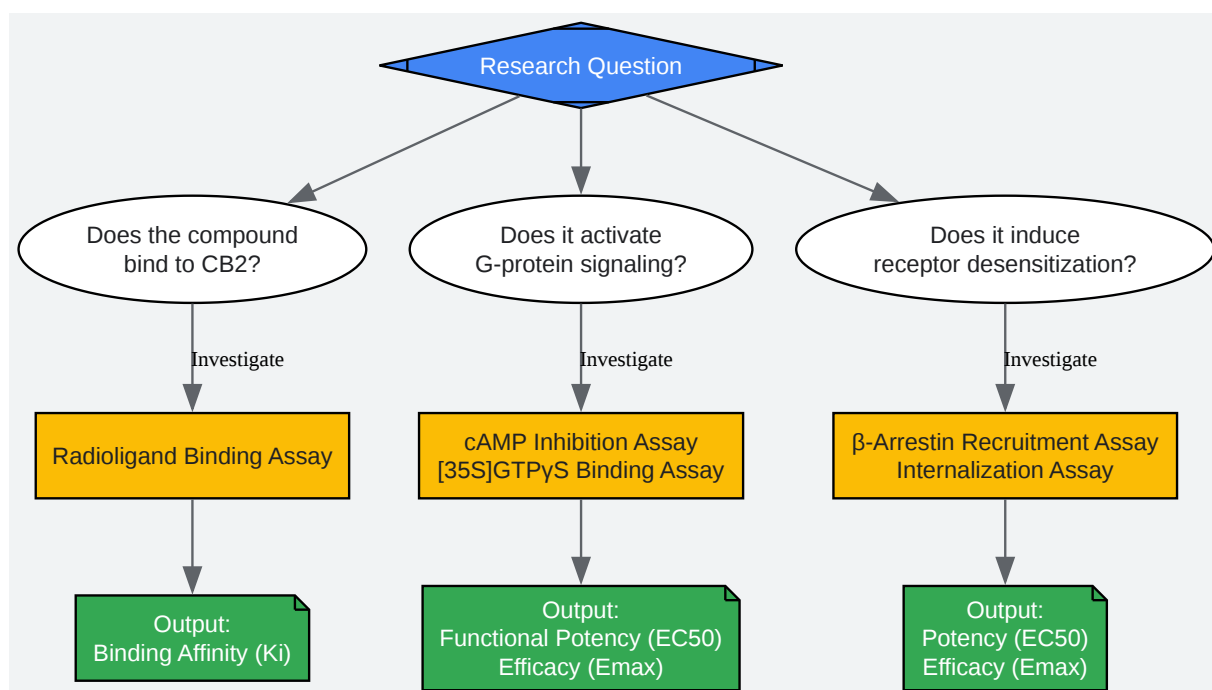 Research Question
Does the compound
bind to CB2?
Does it activate
G-protein signaling?
Does it induce
receptor desensitization?
Investigate
Investigate
Investigate
Radioligand Binding Assay
cAMP Inhibition Assay
[35S]GTPγS Binding Assay
β-Arrestin Recruitment Assay
Internalization Assay
Output:
Binding Affinity (Ki)
Output:
Functional Potency (EC50)
Efficacy (Emax)
Output:
Potency (EC50)
Efficacy (Emax)